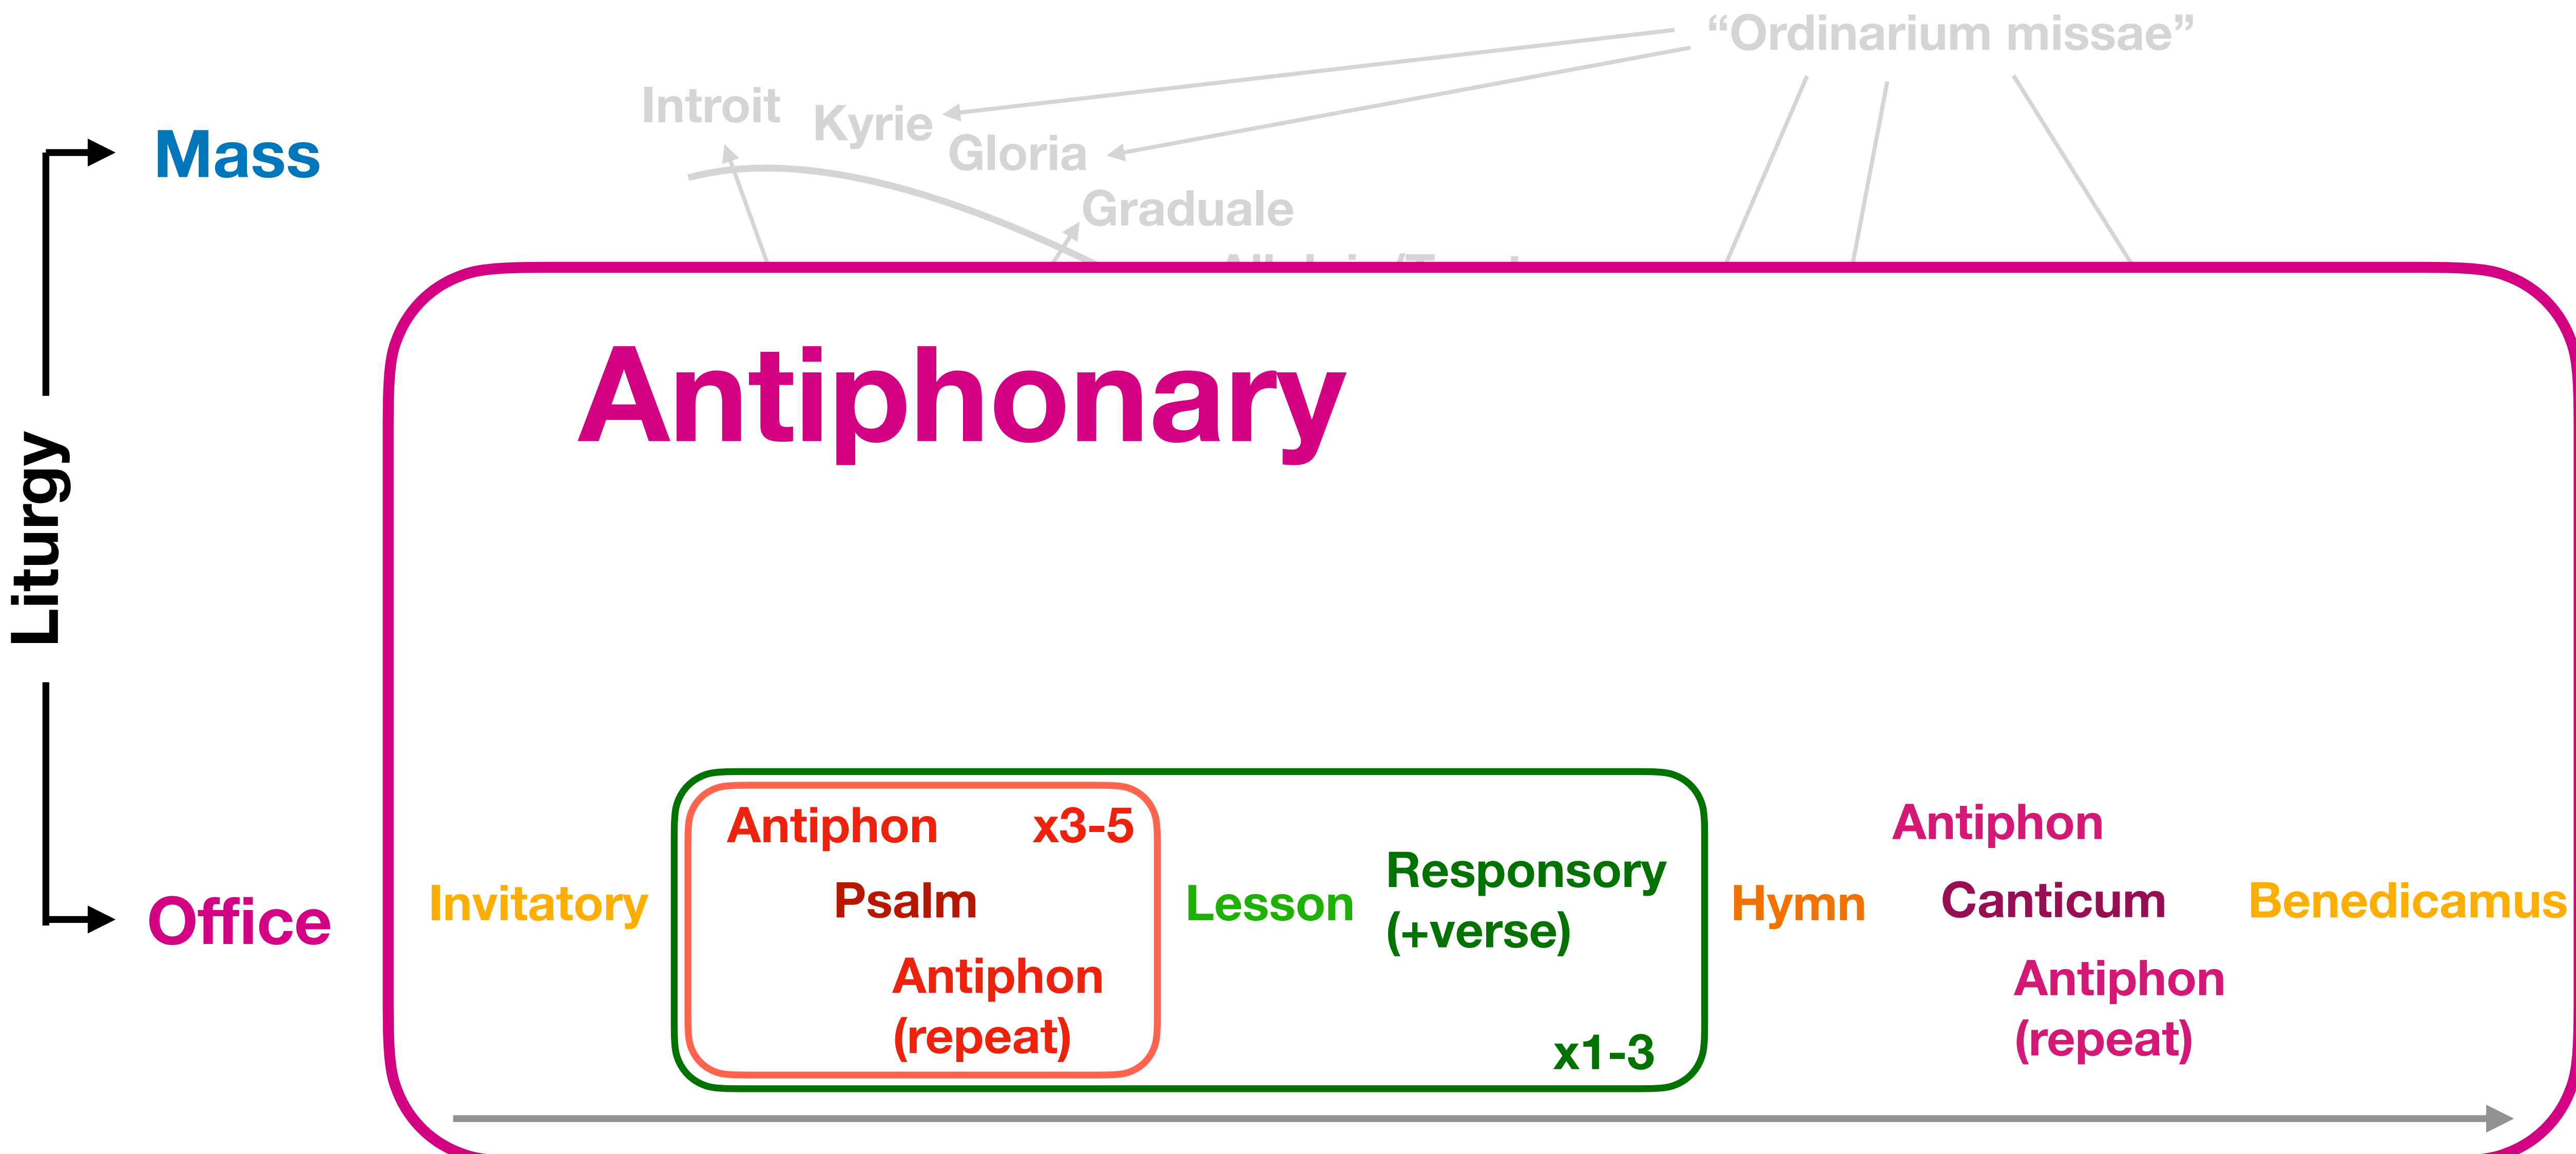 “Ordinarium missae”
Introit
Kyrie
Gloria
Mass
Graduale
Antiphonary
Liturgy
Antiphon x3-5
Psalm
Antiphon
(repeat)
Lesson
Responsory
(+verse)
x1-3
Office
Invitatory
Hymn
Antiphon
Canticum
Antiphon
(repeat)
Benedicamus